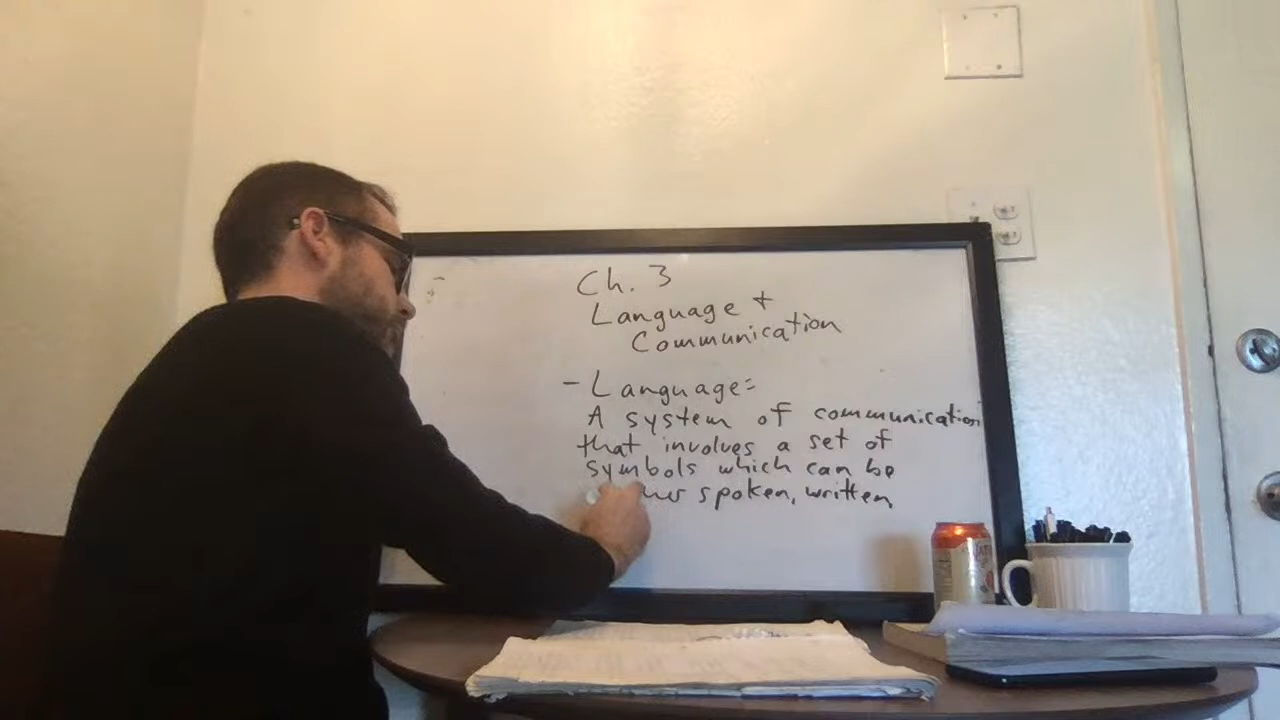 Ch. 3
Language +
Communication
- Language:
A system of communication
that involves a set of
symbols which can be
spoken, written